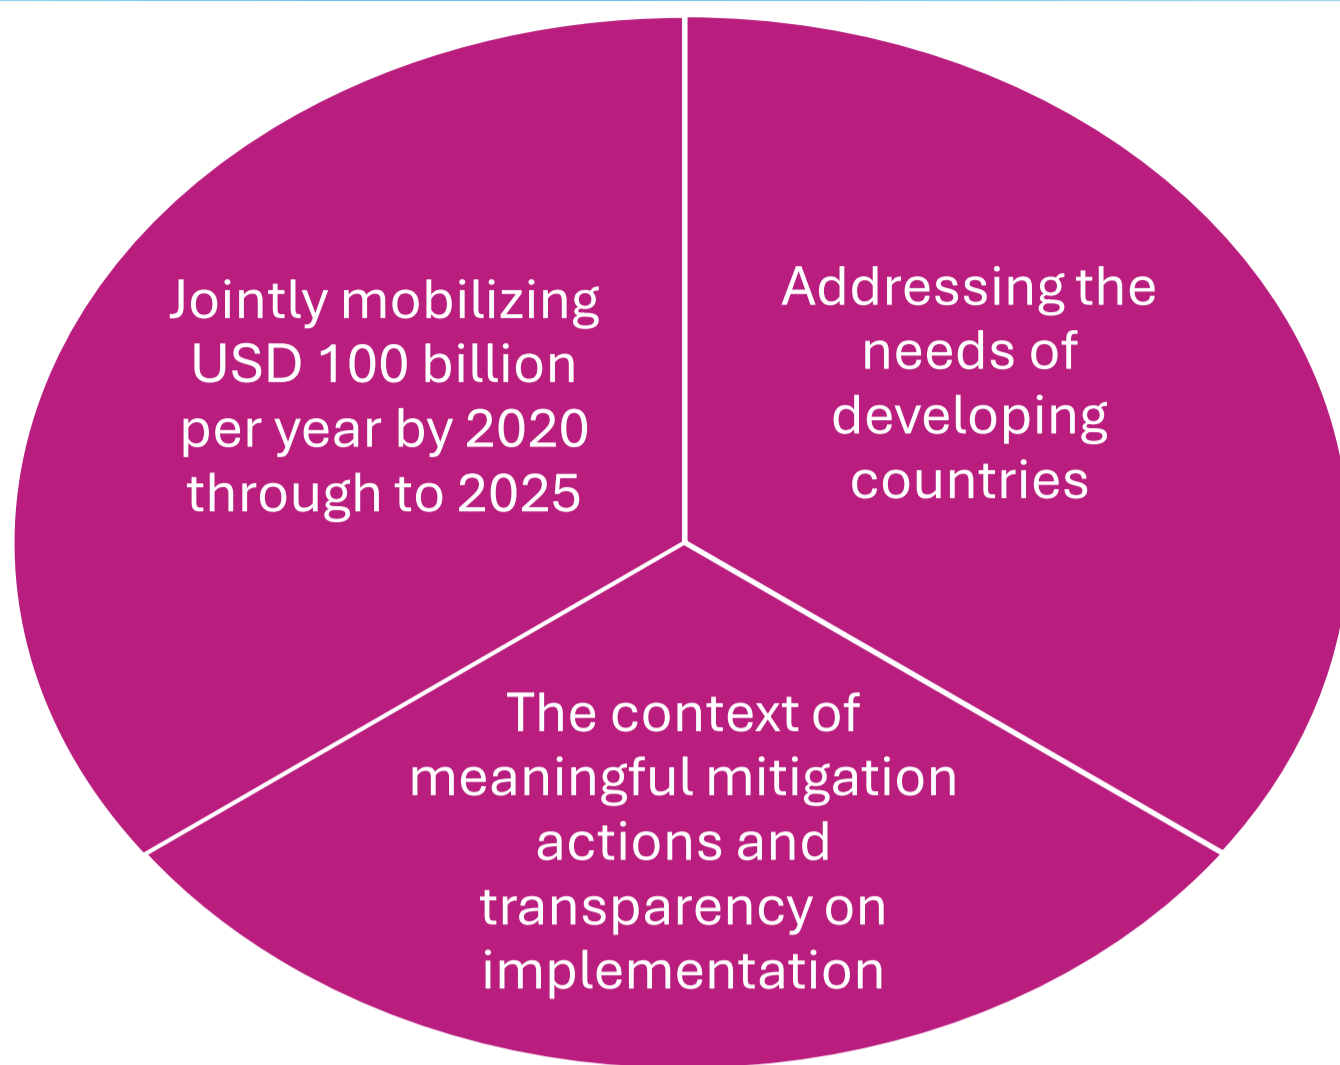 Jointly mobilizing
USD 100 billion
per year by 2020
through to 2025
Addressing the
needs of
developing
countries
The context of
meaningful mitigation
actions and
transparency on
implementation